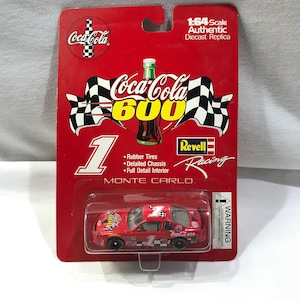 Coca-Cola
1:64 Scale
Authentic
Diecast Replica
Coca-Cola
600
1
Revell
Racing
• Rubber Tires
• Detailed Chassis
• Full Detail Interior
MONTE CARLO
WARNING
1